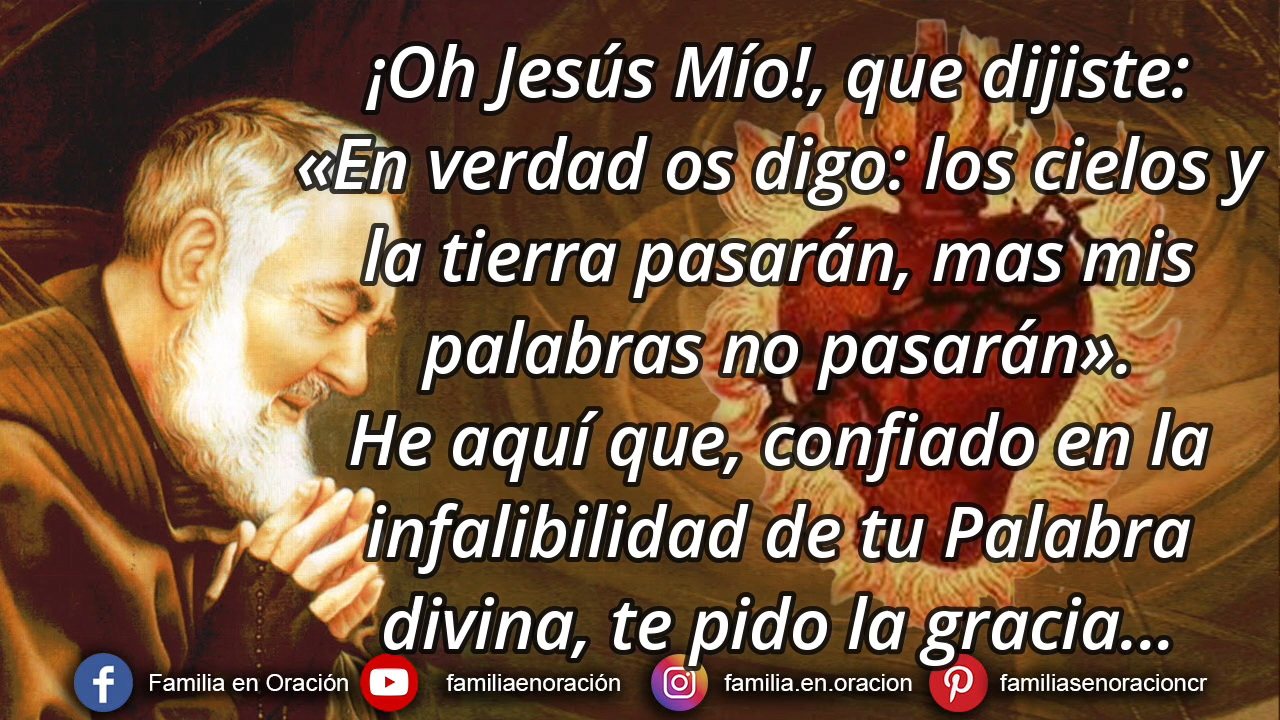 ¡Oh Jesús Mío!, que dijiste:
«En verdad os digo: los cielos y
la tierra pasarán, mas mis
palabras no pasarán».
He aquí que, confiado en la
infalibilidad de tu Palabra
divina, te pido la gracia...
Familia en Oración familiaenoración familia.en.oracion familiasenoracioncr